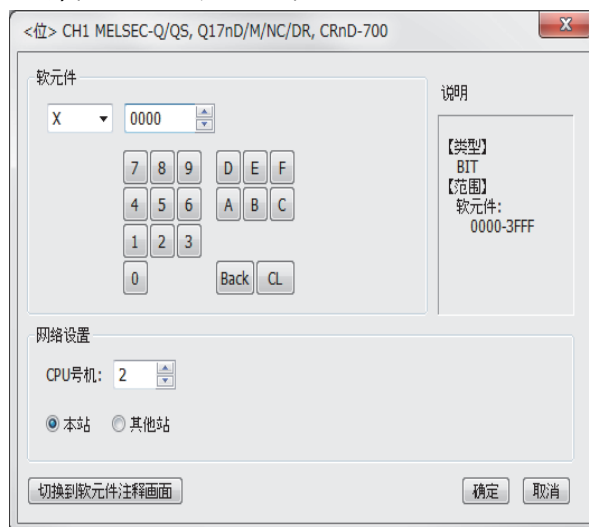 <位> CH1 MELSEC-Q/QS, Q17nD/M/NC/DR, CRnD-700
软元件
X 0000
7 8 9 D E F
4 5 6 A B C
1 2 3
0 Back CL
说明
【类型】
BIT
【范围】
软元件:
0000-3FFF
网络设置
CPU号机: 2
本站 其他站
切换到软元件注释画面 确定 取消